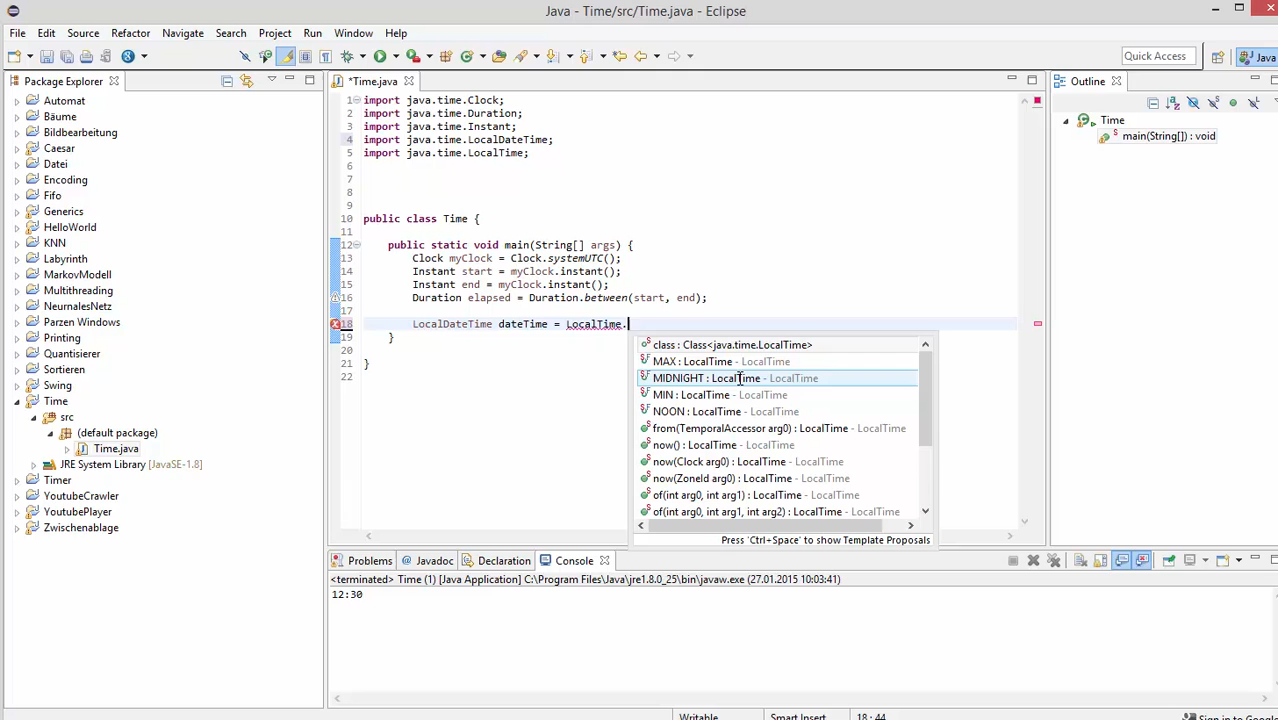 Java - Time/src/Time.java - Eclipse
File Edit Source Refactor Navigate Search Project Run Window Help
Quick Access
Java
Package Explorer
Automat
Bäume
Bildbearbeitung
Caesar
Datei
Encoding
Fifo
Generics
HelloWorld
KNN
Labyrinth
MarkovModell
Multithreading
NeurnalesNetz
Parzen Windows
Printing
Quantisierer
Sortieren
Swing
Time
src
(default package)
Time.java
JRE System Library [JavaSE-1.8]
Timer
YoutubeCrawler
YoutubePlayer
Zwischenablage
*Time.java
1 import java.time.Clock;
2 import java.time.Duration;
3 import java.time.Instant;
4 import java.time.LocalDateTime;
5 import java.time.LocalTime;
6
7
8
9
10 public class Time {
11
12 public static void main(String[] args) {
13 Clock myClock = Clock.systemUTC();
14 Instant start = myClock.instant();
15 Instant end = myClock.instant();
16 Duration elapsed = Duration.between(start, end);
17
18 LocalDateTime dateTime = LocalTime.
19 }
20
21 }
22
class : Class<java.time.LocalTime>
MAX : LocalTime - LocalTime
MIDNIGHT : LocalTime - LocalTime
MIN : LocalTime - LocalTime
NOON : LocalTime - LocalTime
from(TemporalAccessor arg0) : LocalTime - LocalTime
now() : LocalTime - LocalTime
now(Clock arg0) : LocalTime - LocalTime
now(ZoneId arg0) : LocalTime - LocalTime
of(int arg0, int arg1) : LocalTime - LocalTime
of(int arg0, int arg1, int arg2) : LocalTime - LocalTime
Press 'Ctrl+Space' to show Template Proposals
Outline
Time
main(String[]) : void
Problems Javadoc Declaration Console
<terminated> Time (1) [Java Application] C:\Program Files\Java\jre1.8.0_25\bin\javaw.exe (27.01.2015 10:03:41)
12:30
Writable Smart Insert 18 : 44 Sign in to Google